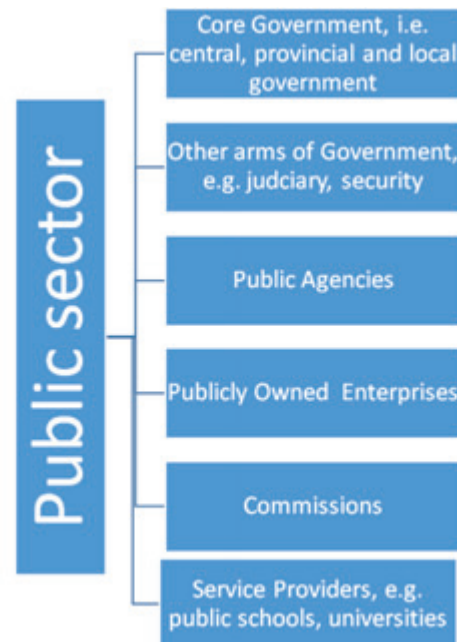 Public sector
Core Government, i.e.
central, provincial and local
government
Other arms of Government,
e.g. judiciary, security
Public Agencies
Publicly Owned Enterprises
Commissions
Service Providers, e.g.
public schools, universities